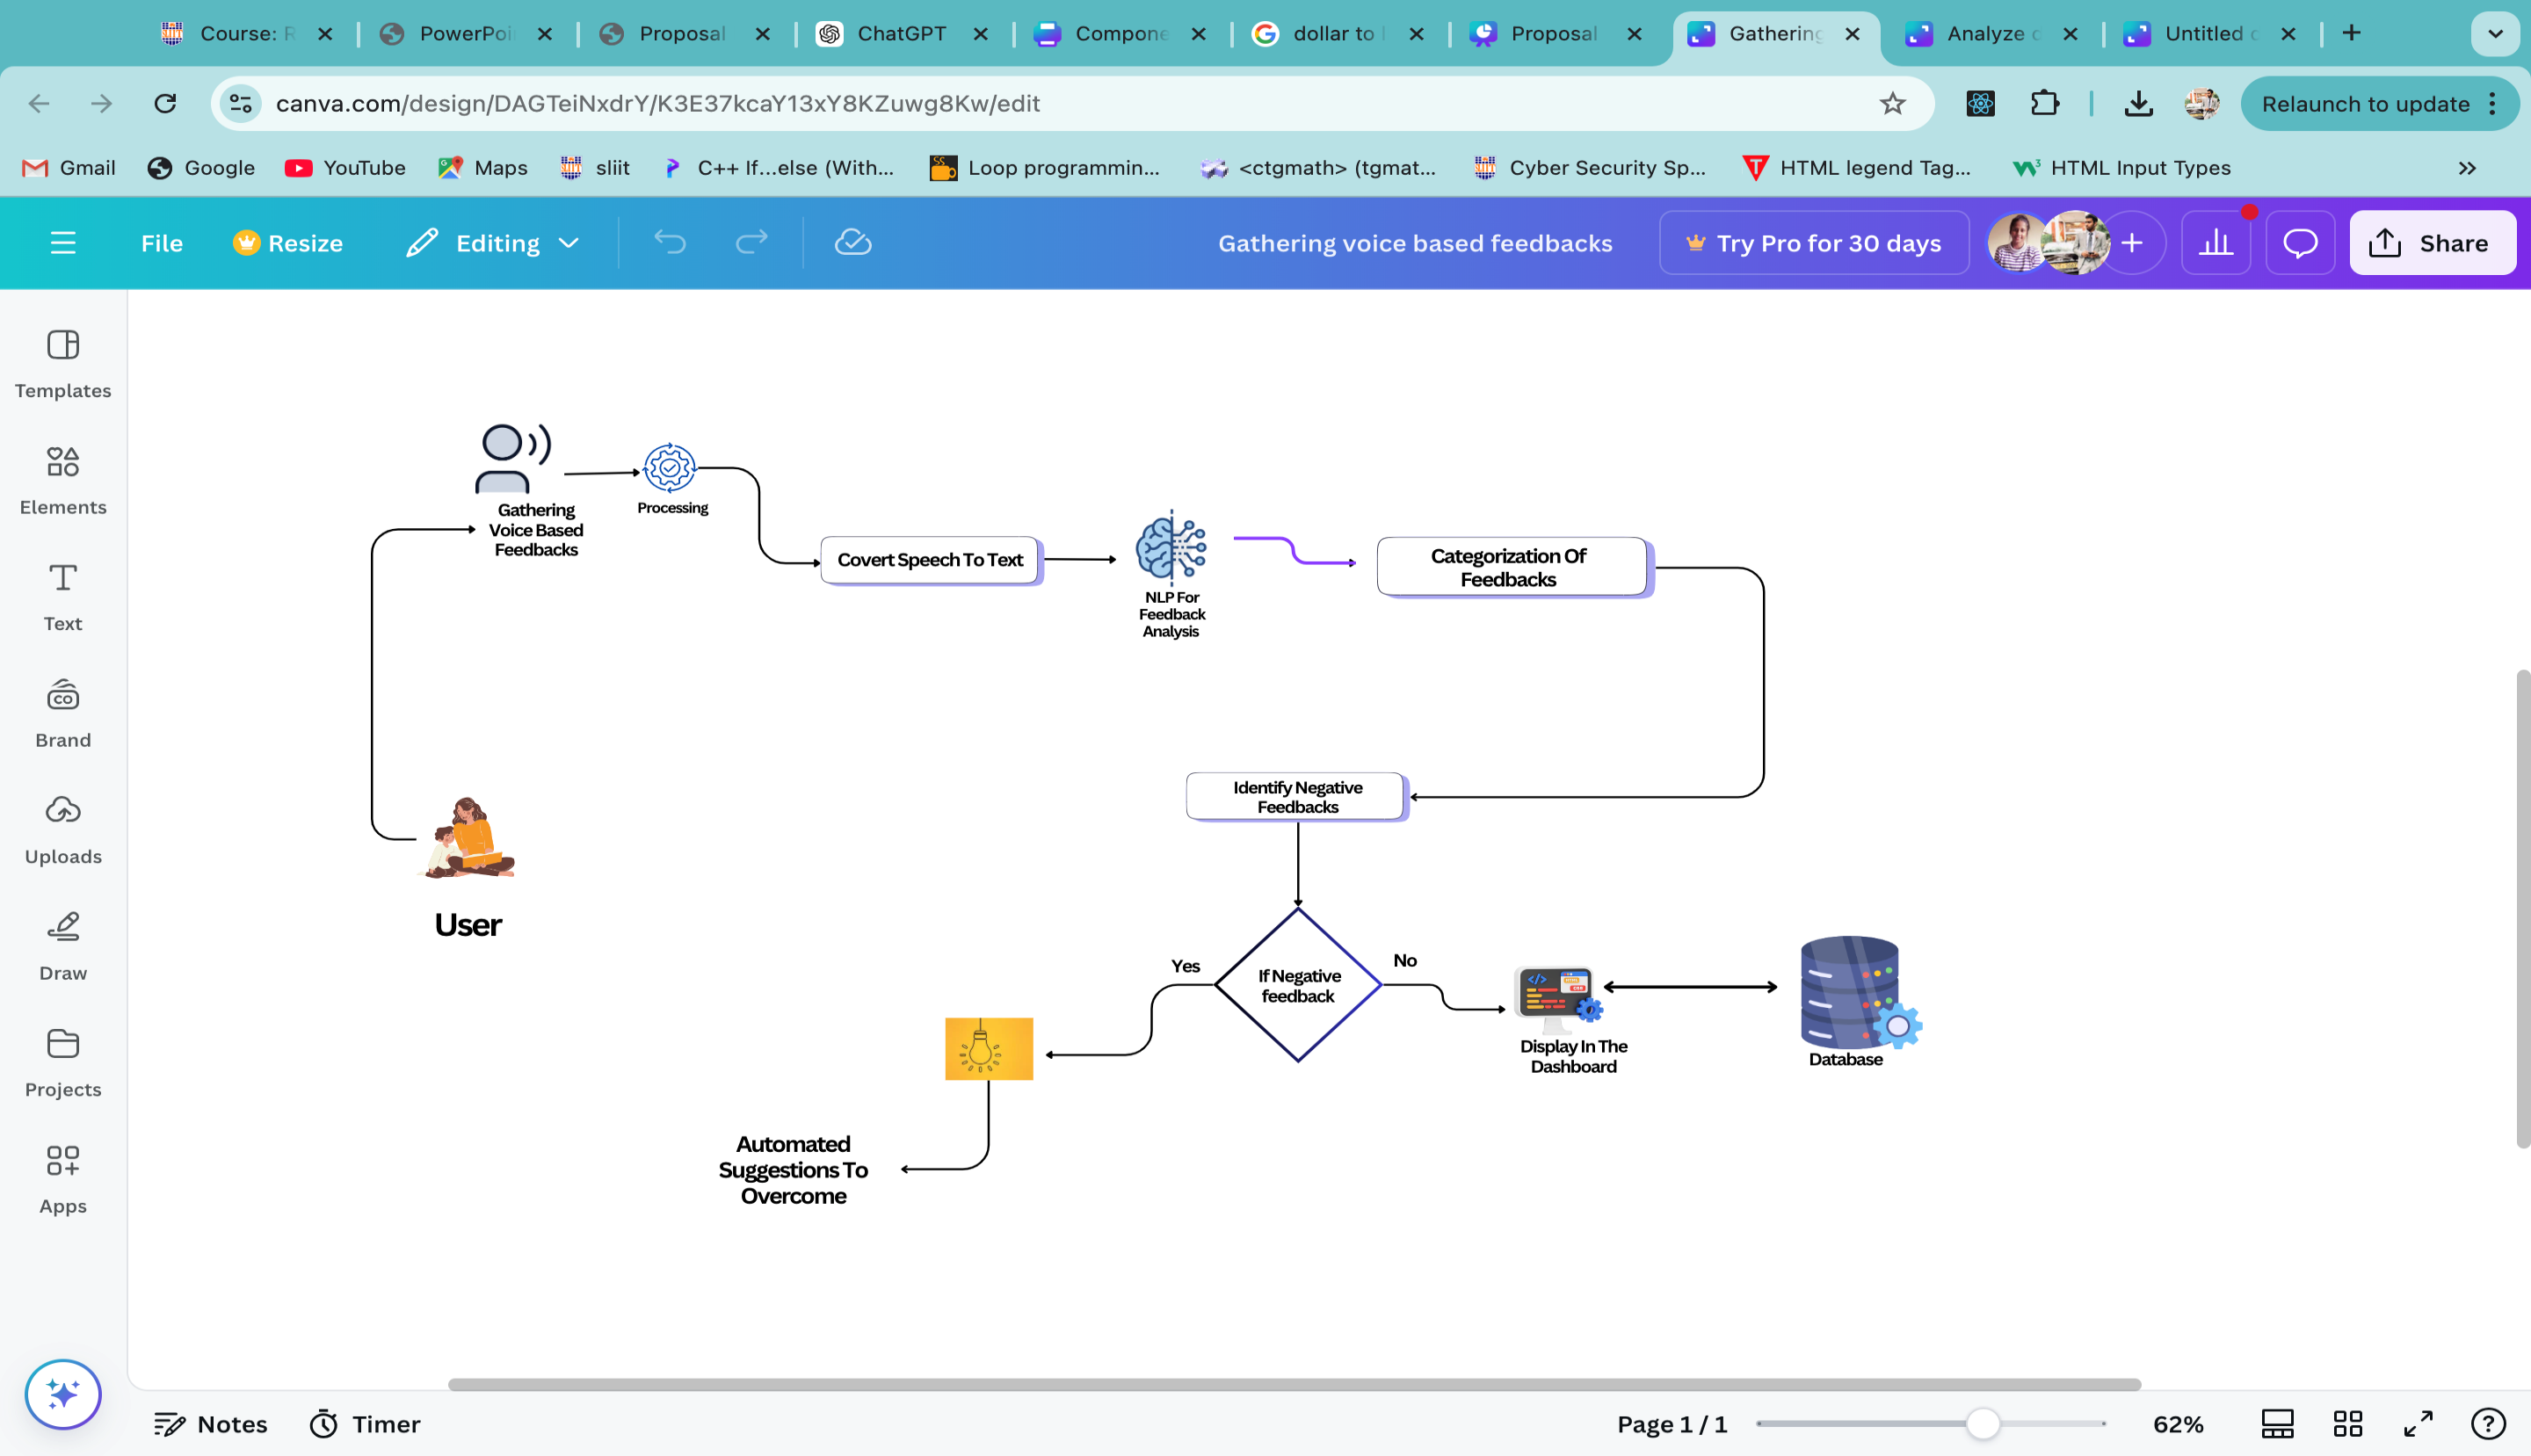 Course: R
PowerPoi
Proposal
ChatGPT
Compone
dollar to
Proposal
Gathering
Analyze
Untitled
canva.com/design/DAGTeiNxdrY/K3E37kcaY13xY8KZuwg8Kw/edit
Relaunch to update
Gmail
Google
YouTube
Maps
sliit
C++ If...else (With...
Loop programmin...
<ctgmath> (tgmat...
Cyber Security Sp...
HTML legend Tag...
HTML Input Types
File
Resize
Editing
Gathering voice based feedbacks
Try Pro for 30 days
Share
Templates
Elements
Text
Brand
Uploads
Draw
Projects
Apps
Gathering
Voice Based
Feedbacks
Processing
Covert Speech To Text
NLP For
Feedback
Analysis
Categorization Of
Feedbacks
User
Identify Negative
Feedbacks
If Negative
feedback
Yes
No
Display In The
Dashboard
Database
Automated
Suggestions To
Overcome
Notes
Timer
Page 1 / 1
62%